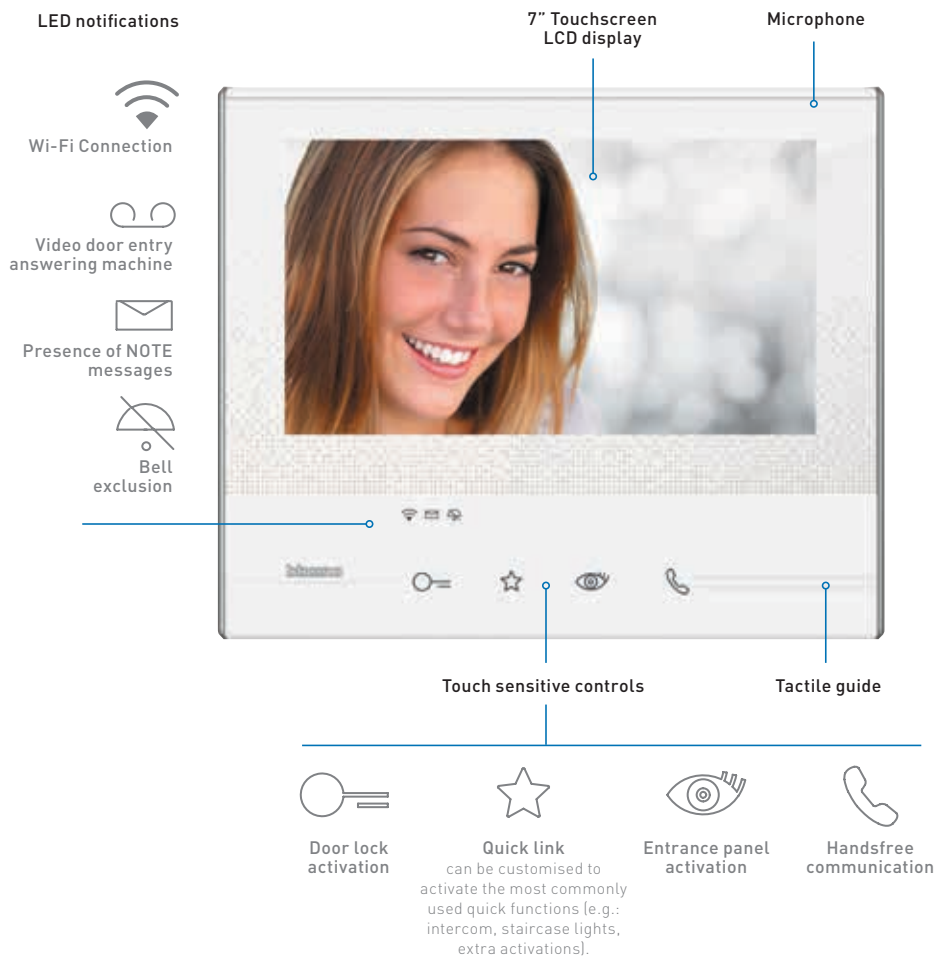 LED notifications
7” Touchscreen
LCD display
Microphone
Wi-Fi Connection
Video door entry
answering machine
Presence of NOTE
messages
Bell
exclusion
Touch sensitive controls
Tactile guide
Door lock
activation
Quick link
can be customised to
activate the most commonly
used quick functions (e.g.:
intercom, staircase lights,
extra activations).
Entrance panel
activation
Handsfree
communication